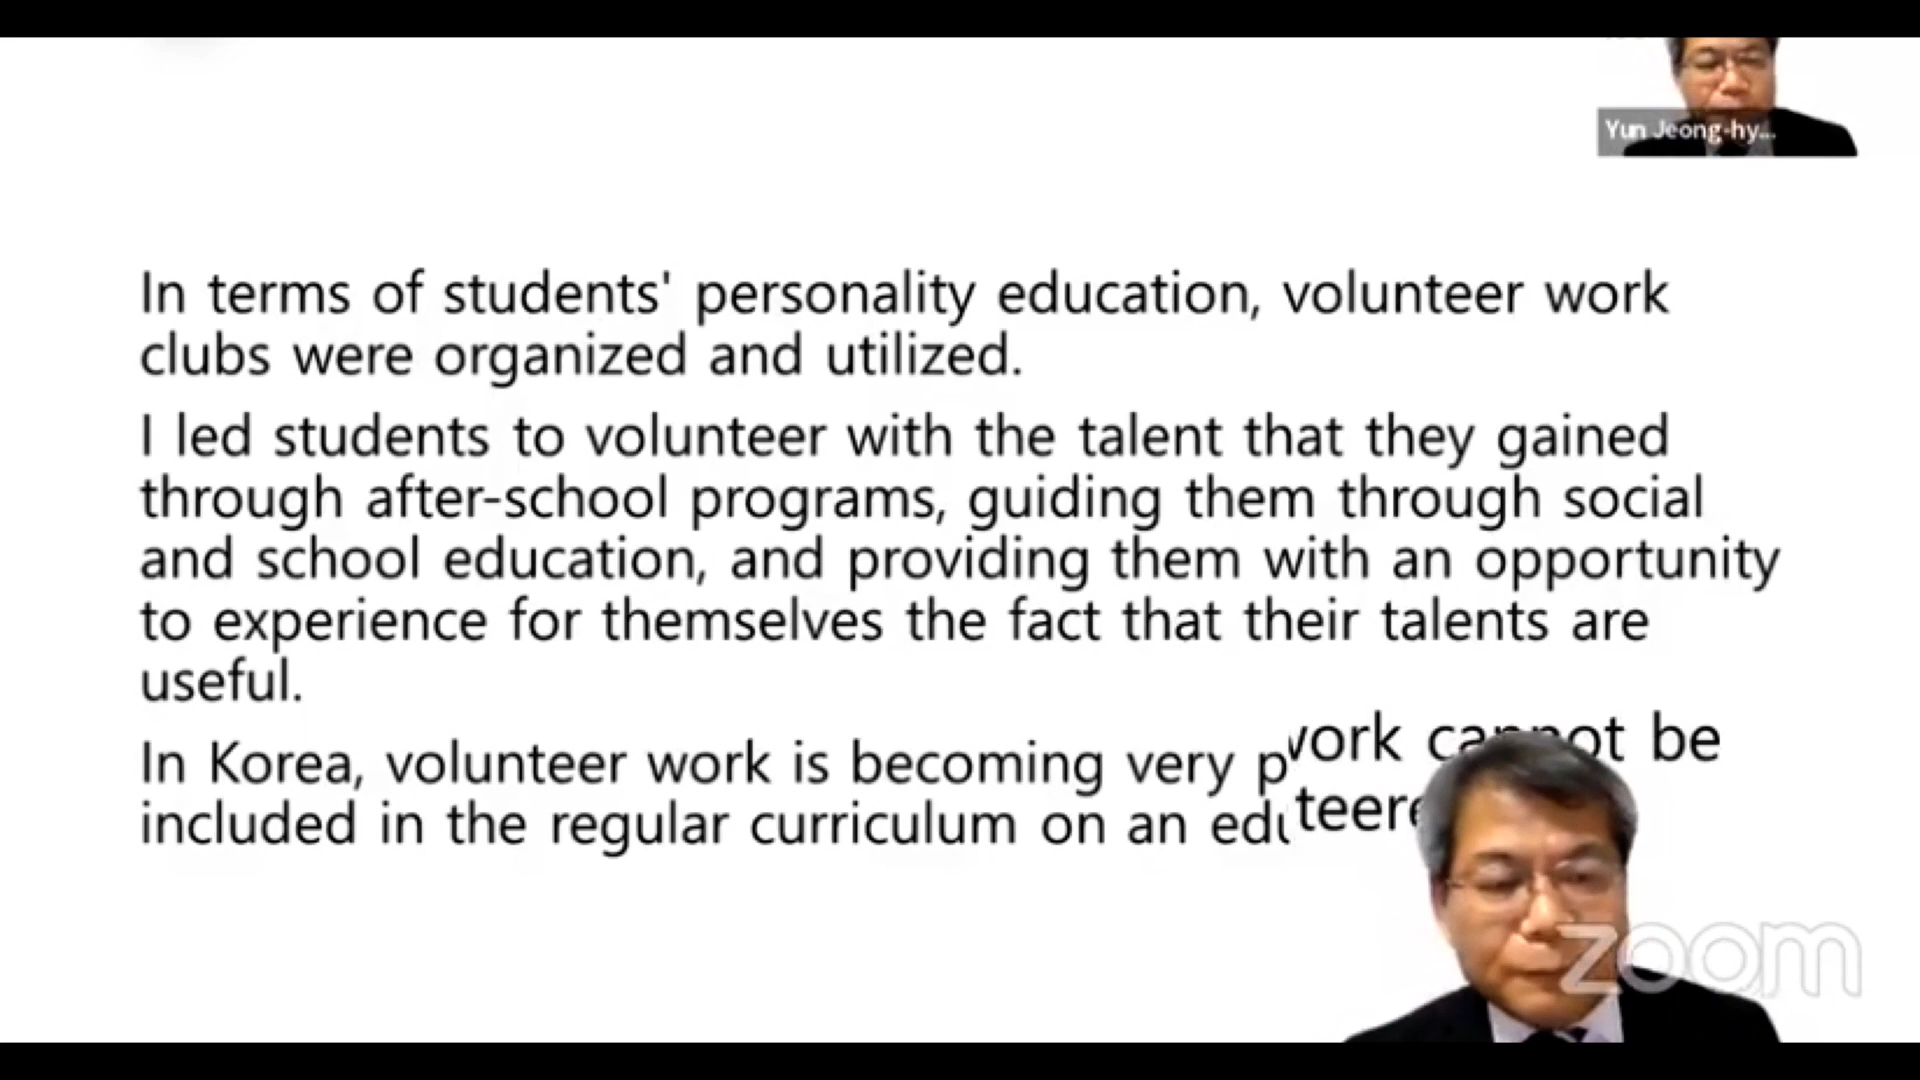 Yun Jeong-hy...
In terms of students' personality education, volunteer work
clubs were organized and utilized.
I led students to volunteer with the talent that they gained
through after-school programs, guiding them through social
and school education, and providing them with an opportunity
to experience for themselves the fact that their talents are
useful.
In Korea, volunteer work is becoming very
be
included in the regular curriculum on an
zoom